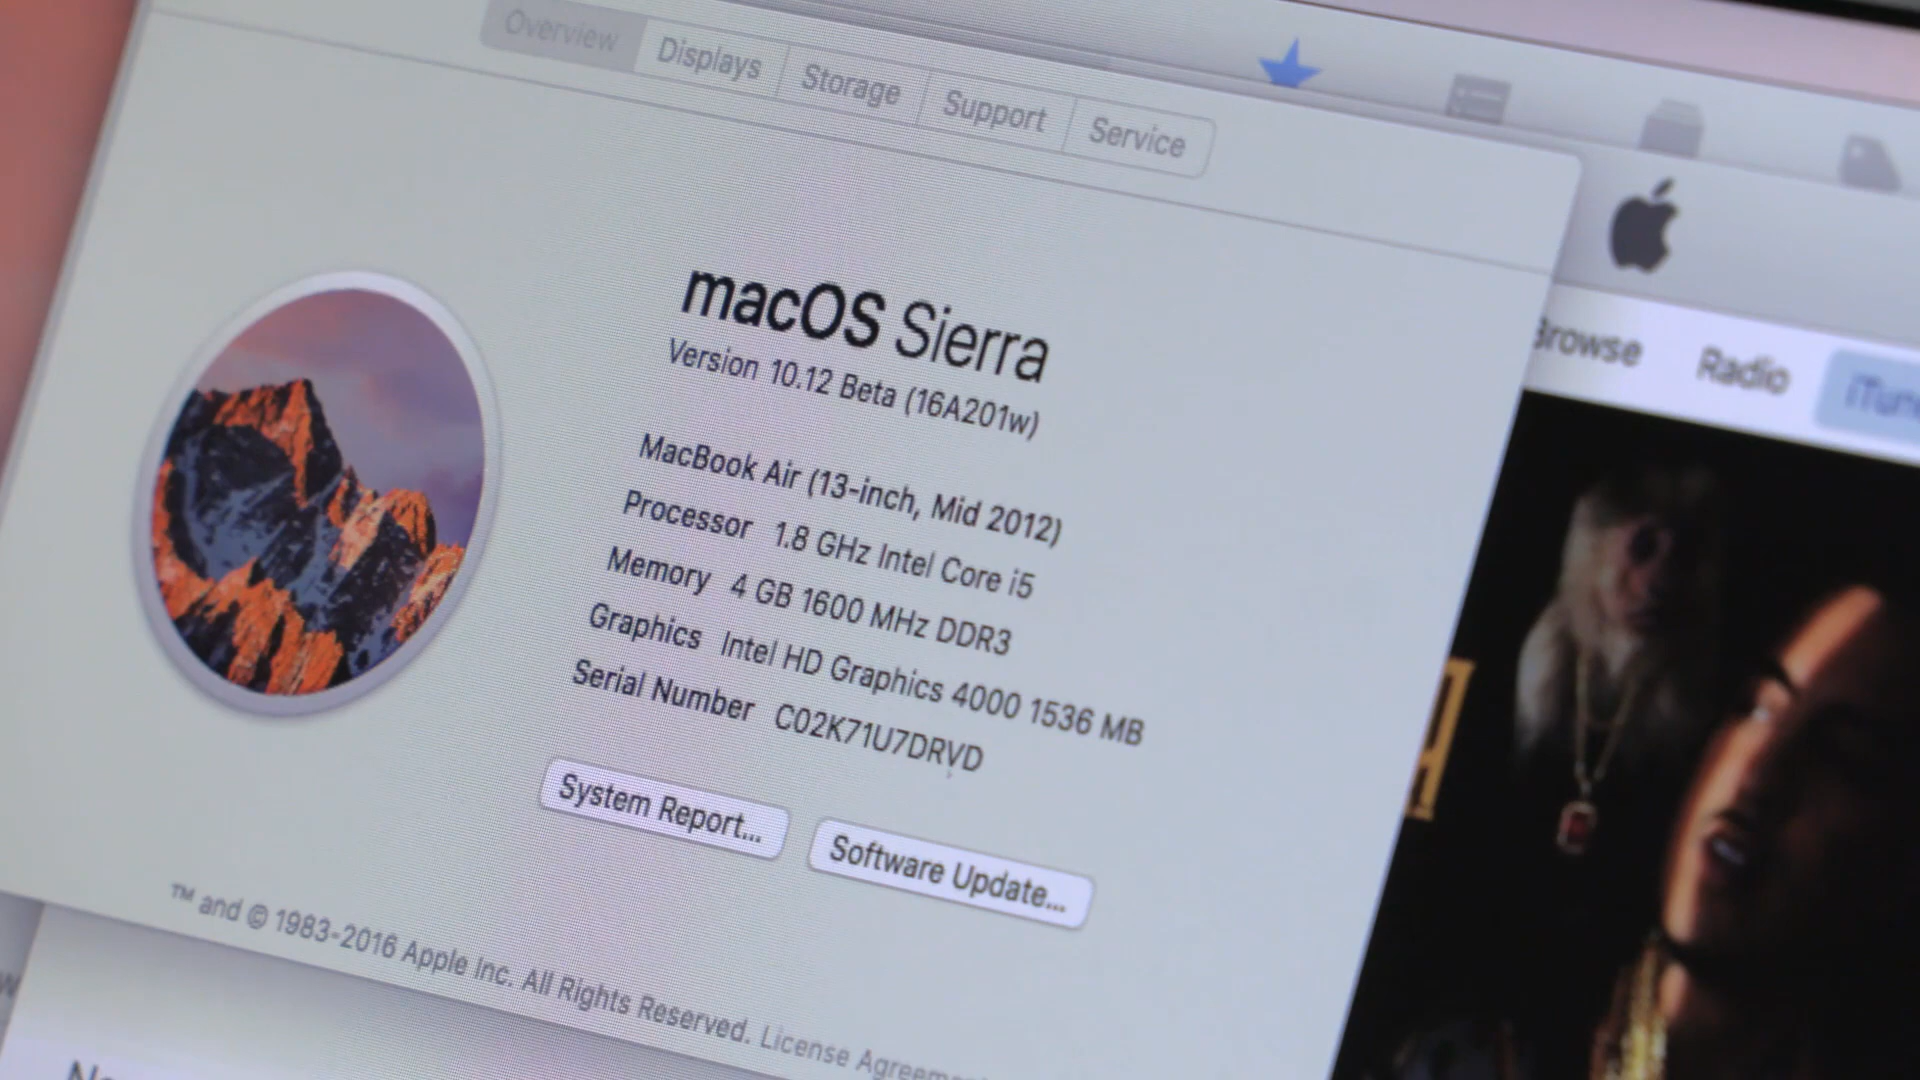 Overview Displays Storage Support Service
macOS Sierra
Version 10.12 Beta (16A201w)
MacBook Air (13-inch, Mid 2012)
Processor 1.8 GHz Intel Core i5
Memory 4 GB 1600 MHz DDR3
Graphics Intel HD Graphics 4000 1536 MB
Serial Number C02K71U7DRVD
System Report... Software Update...
™ and © 1983-2016 Apple Inc. All Rights Reserved. License Agreeme
Browse Radio iTun